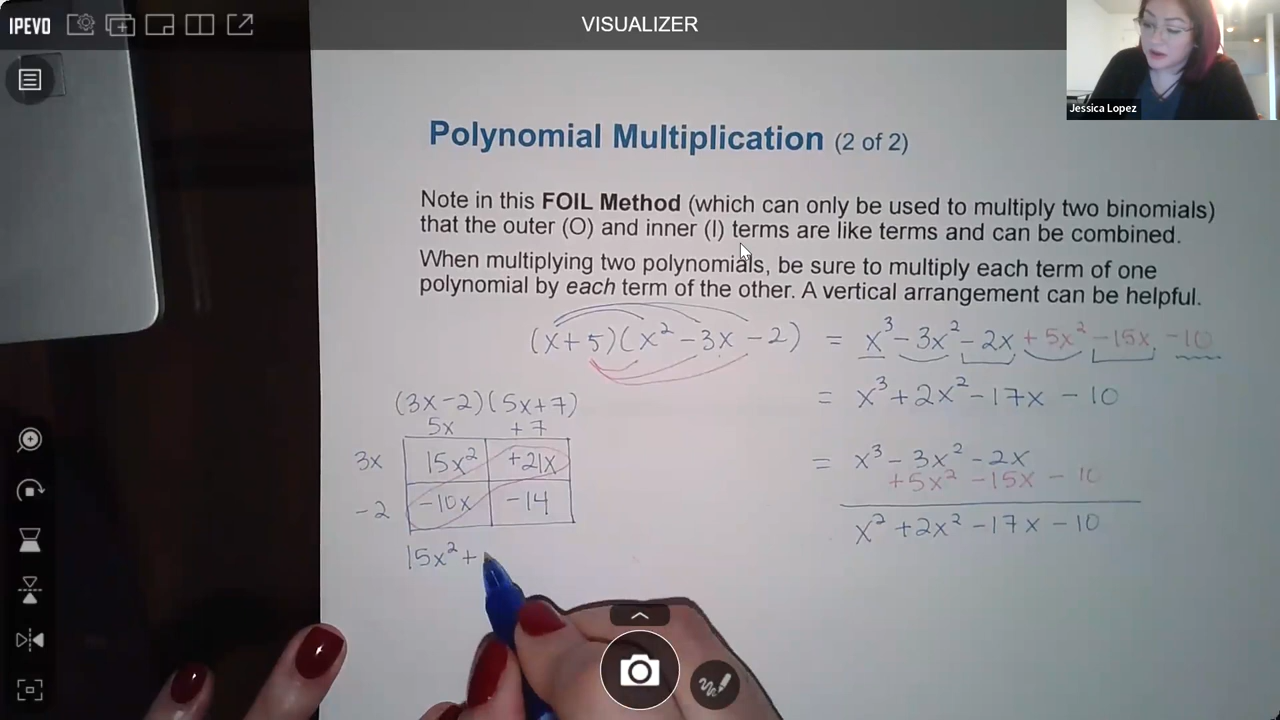 IPEVO
VISUALIZER
Jessica Lopez
Polynomial Multiplication (2 of 2)
Note in this FOIL Method (which can only be used to multiply two binomials)
that the outer (O) and inner (I) terms are like terms and can be combined.
When multiplying two polynomials, be sure to multiply each term of one
polynomial by each term of the other. A vertical arrangement can be helpful.
(x+5)(x² -3x -2) = x³ -3x² -2x +5x² -15x -10
= x³ +2x² -17x -10
(3x-2)(5x+7)
5x +7
3x 15x² +21x
-2 -10x -14
15x² +
= x³ -3x² -2x
+5x² -15x -10
x² +2x² -17x -10